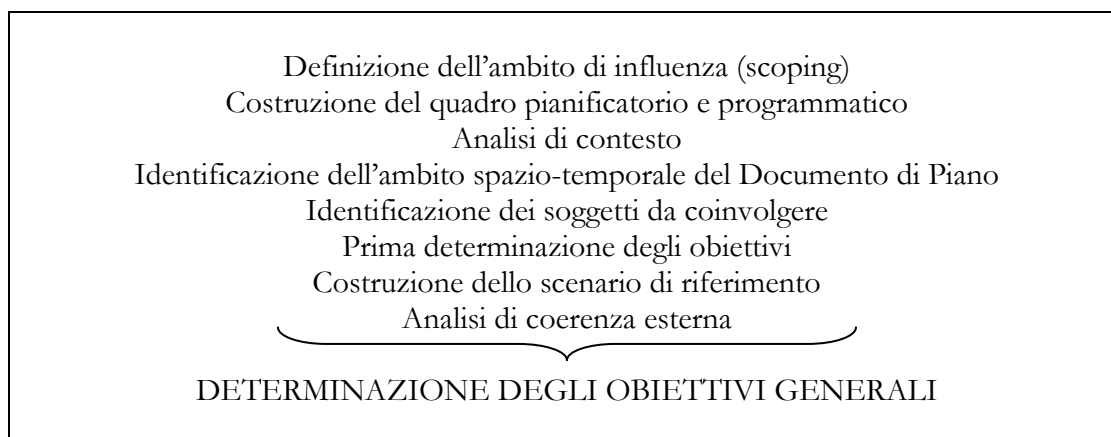 Definizione dell’ambito di influenza (scoping)
Costruzione del quadro pianificatorio e programmatico
Analisi di contesto
Identificazione dell’ambito spazio-temporale del Documento di Piano
Identificazione dei soggetti da coinvolgere
Prima determinazione degli obiettivi
Costruzione dello scenario di riferimento
Analisi di coerenza esterna
DETERMINAZIONE DEGLI OBIETTIVI GENERALI